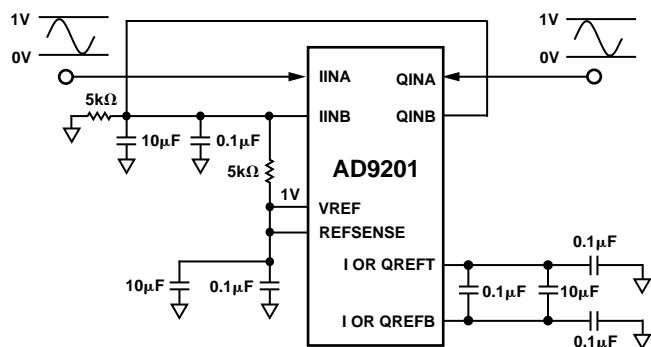 1V
0V
1V
0V
IINA
QINA
5kΩ
IINB
QINB
10µF
0.1µF
5kΩ
AD9201
1V
VREF
REFSENSE
0.1µF
I OR QREFT
10µF
0.1µF
0.1µF
10µF
I OR QREFB
0.1µF